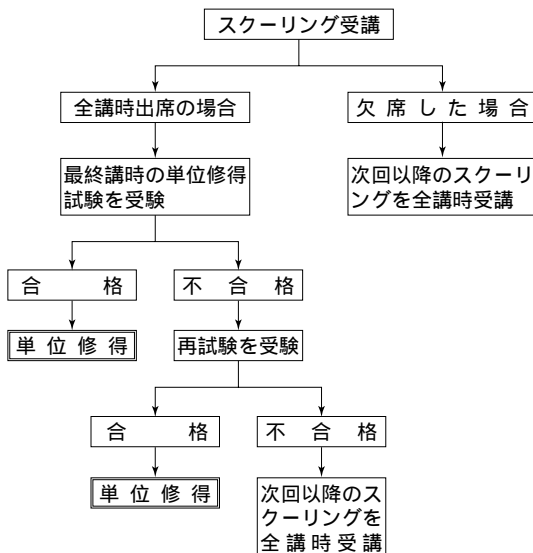 スクーリング受講
全講時出席の場合
欠席した場合
最終講時の単位修得
試験を受験
次回以降のスクーリ
ングを全講時受講
合格
不合格
単位修得
再試験を受験
合格
不合格
単位修得
次回以降のス
クーリングを
全講時受講